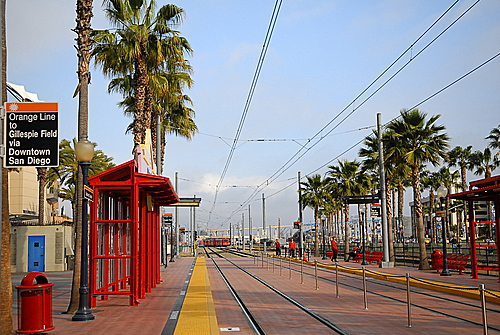 Orange Line
to
Gillespie Field
via
Downtown
San Diego